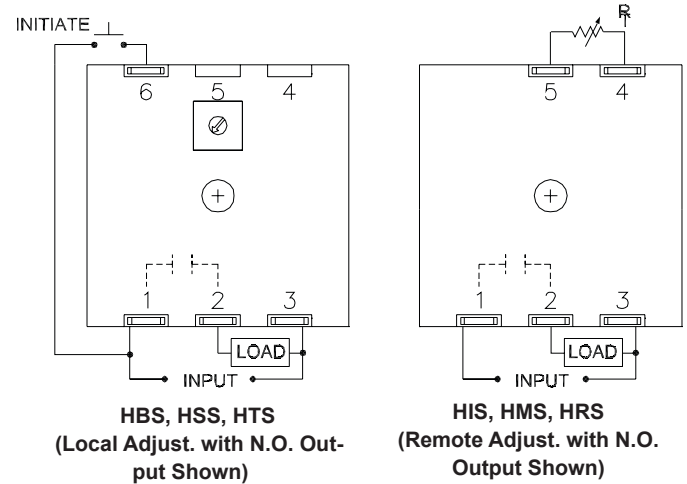 INITIATE
6 5 4
1 2 3
LOAD
INPUT
HBS, HSS, HTS
(Local Adjust. with N.O. Out-
put Shown)
R
5 4
1 2 3
LOAD
INPUT
HIS, HMS, HRS
(Remote Adjust. with N.O.
Output Shown)